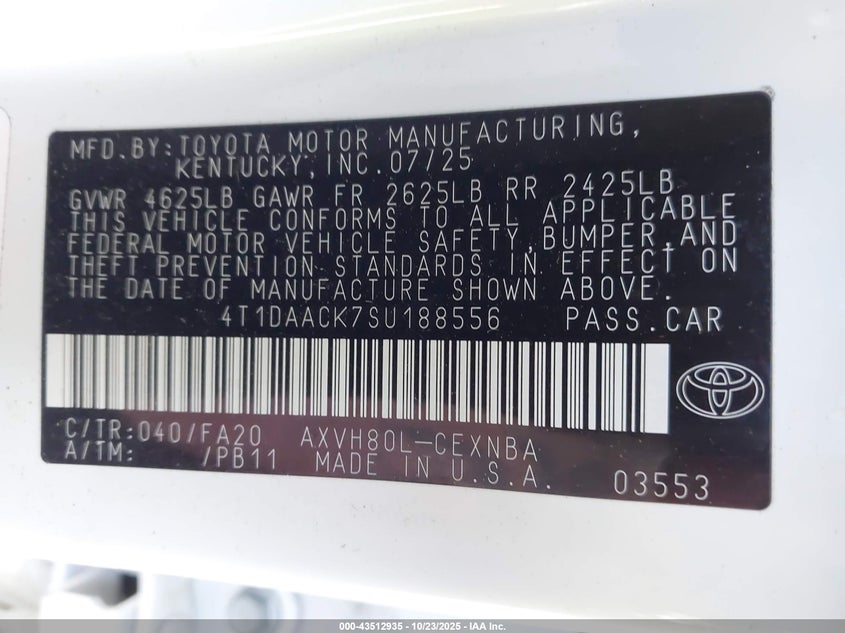 MFD.BY:TOYOTA MOTOR MANUFACTURING,
KENTUCKY, INC.07/25
GVWR 4625LB GAWR FR 2625LB RR 2425LB
THIS VEHICLE CONFORMS TO ALL APPLICABLE
FEDERAL MOTOR VEHICLE SAFETY,BUMPER,AND
THEFT PREVENTION STANDARDS IN EFFECT ON
THE DATE OF MANUFACTURE SHOWN ABOVE.
4T1DAACK7SU188556 PASS.CAR
C/TR:040/FA20 AXVH80L-CEXNBA
A/TM: /PB11 MADE IN U.S.A.
03553
000-43512935 - 10/23/2025 - IAA Inc.